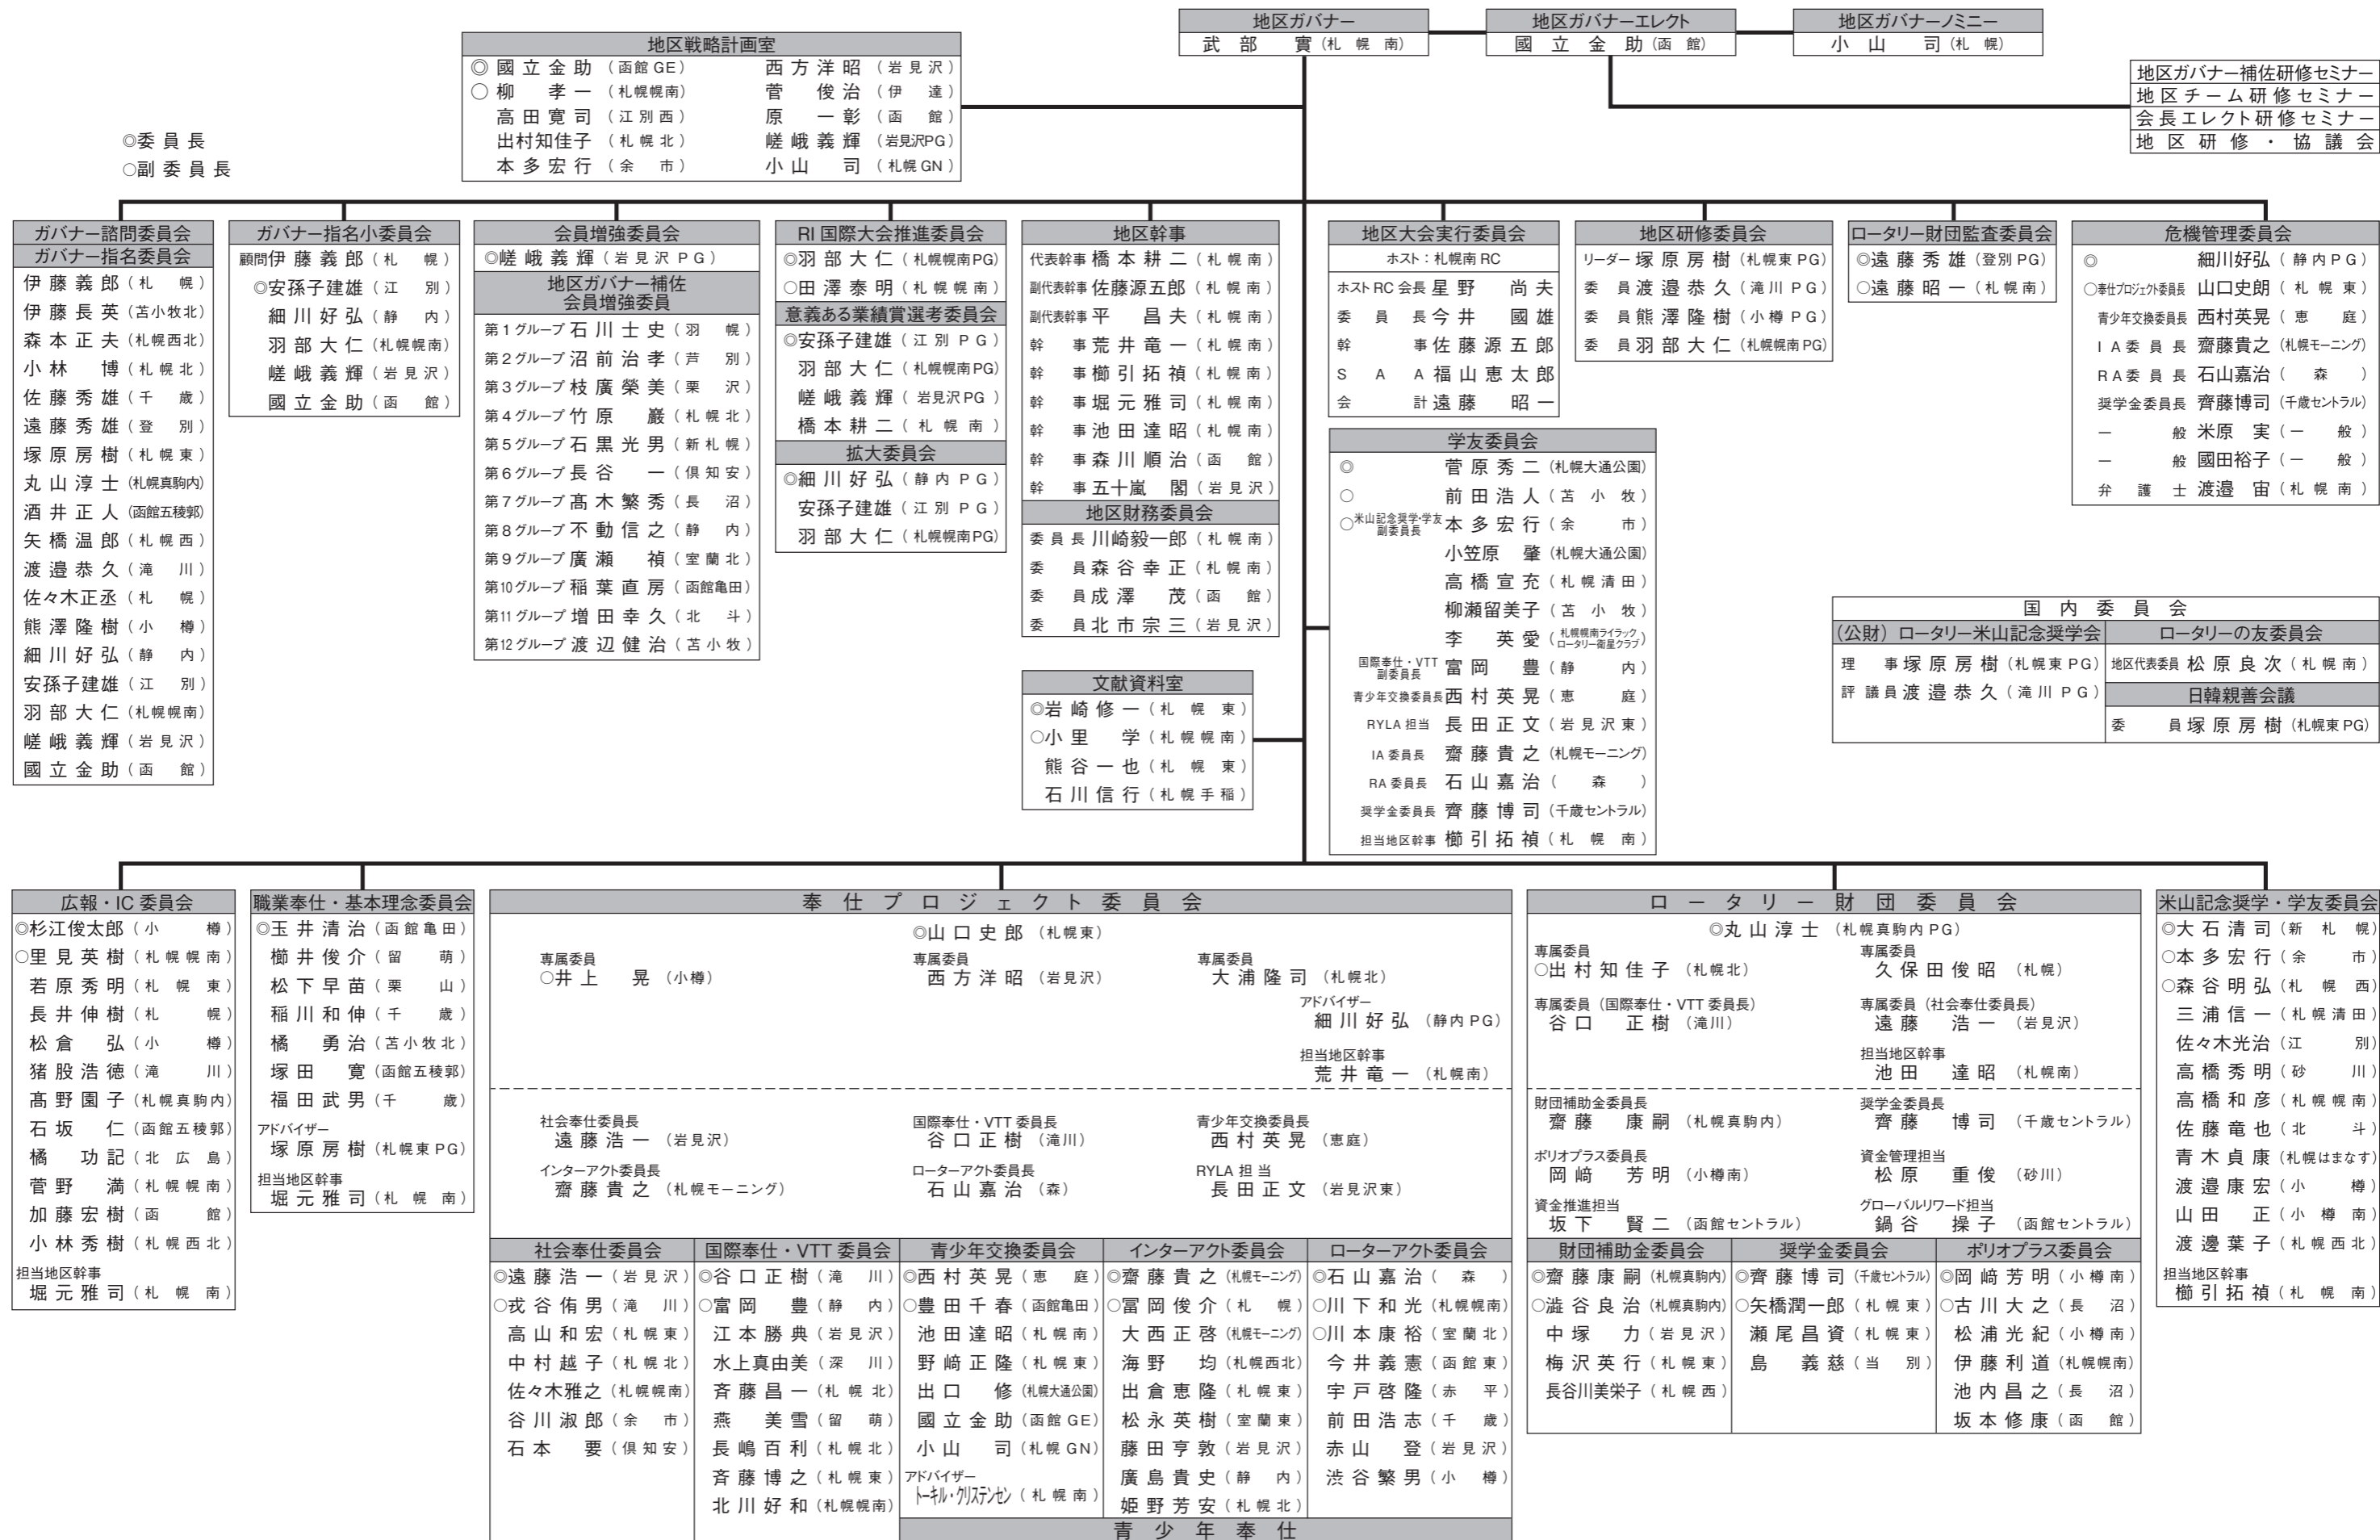 地区ガバナー
武部 實(札幌南)
地区ガバナーエレクト
國立金助(函館)
地区ガバナーノミニー
小山 司(札幌)
地区戦略計画室
◎國立金助(函館GE) 西方洋昭(岩見沢)
○柳 孝一(札幌幌南) 菅 俊治(伊達)
高田寛司(江別西) 原 一彰(函館)
出村知佳子(札幌北) 嵯峨義輝(岩見沢PG)
本多宏行(余市) 小山 司(札幌GN)
地区ガバナー補佐研修セミナー
地区チーム研修セミナー
会長エレクト研修セミナー
地区研修・協議会
◎委員長
○副委員長
ガバナー諮問委員会
ガバナー指名委員会
伊藤義郎(札幌)
伊藤長英(苫小牧北)
森本正夫(札幌西北)
小林 博(札幌北)
佐藤秀雄(千歳)
遠藤秀雄(登別)
塚原房樹(札幌東)
丸山淳士(札幌真駒内)
酒井正人(函館五稜郭)
矢橋温郎(札幌西)
渡邉恭久(滝川)
佐々木正丞(札幌)
熊澤隆樹(小樽)
細川好弘(静内)
安孫子建雄(江別)
羽部大仁(札幌幌南)
嵯峨義輝(岩見沢)
國立金助(函館)
ガバナー指名小委員会
顧問伊藤義郎(札幌)
◎安孫子建雄(江別)
細川好弘(静内)
羽部大仁(札幌幌南)
嵯峨義輝(岩見沢)
國立金助(函館)
会員増強委員会
◎嵯峨義輝(岩見沢PG)
地区ガバナー補佐
会員増強委員
第1グループ 石川士史(羽幌)
第2グループ 沼前治孝(芦別)
第3グループ 枝廣榮美(栗沢)
第4グループ 竹原 巌(札幌北)
第5グループ 石黒光男(新札幌)
第6グループ 長谷 一(倶知安)
第7グループ 髙木繁秀(長沼)
第8グループ 不動信之(静内)
第9グループ 廣瀬 禎(室蘭北)
第10グループ 稲葉直房(函館亀田)
第11グループ 増田幸久(北斗)
第12グループ 渡辺健治(苫小牧)
RI国際大会推進委員会
◎羽部大仁(札幌幌南PG)
○田澤泰明(札幌幌南)
意義ある業績賞選考委員会
◎安孫子建雄(江別PG)
羽部大仁(札幌幌南PG)
嵯峨義輝(岩見沢PG)
橋本耕二(札幌南)
拡大委員会
◎細川好弘(静内PG)
安孫子建雄(江別PG)
羽部大仁(札幌幌南PG)
地区幹事
代表幹事 橋本耕二(札幌南)
副代表幹事 佐藤源五郎(札幌南)
副代表幹事 平 昌夫(札幌南)
幹事 荒井竜一(札幌南)
幹事 櫛引拓禎(札幌南)
幹事 堀元雅司(札幌南)
幹事 池田達昭(札幌南)
幹事 森川順治(函館)
幹事 五十嵐 閣(岩見沢)
地区財務委員会
委員長 川崎毅一郎(札幌南)
委員 森谷幸正(札幌南)
委員 成澤 茂(函館)
委員 北市宗三(岩見沢)
文献資料室
◎岩崎修一(札幌東)
○小里 学(札幌幌南)
熊谷一也(札幌東)
石川信行(札幌手稲)
地区大会実行委員会
ホスト:札幌南RC
ホストRC会長 星野 尚夫
委員長 今井 國雄
幹事 佐藤源五郎
SAA 福山恵太郎
会計 遠藤 昭一
学友委員会
◎ 菅原秀二(札幌大通公園)
○ 前田浩人(苫小牧)
○米山記念奨学・学友副委員長 本多宏行(余市)
小笠原 肇(札幌大通公園)
高橋宣充(札幌清田)
柳瀬留美子(苫小牧)
李 英愛(札幌幌南ライラックロータリー衛星クラブ)
国際奉仕・VTT副委員長 富岡 豊(静内)
青少年交換委員長 西村英晃(恵庭)
RYLA担当 長田正文(岩見沢東)
IA委員長 齋藤貴之(札幌モーニング)
RA委員長 石山嘉治(森)
奨学金委員長 齊藤博司(千歳セントラル)
担当地区幹事 櫛引拓禎(札幌南)
地区研修委員会
リーダー 塚原房樹(札幌東PG)
委員 渡邉恭久(滝川PG)
委員 熊澤隆樹(小樽PG)
委員 羽部大仁(札幌幌南PG)
ロータリー財団監査委員会
◎遠藤秀雄(登別PG)
○遠藤昭一(札幌南)
危機管理委員会
◎ 細川好弘(静内PG)
○奉仕プロジェクト委員長 山口史朗(札幌東)
青少年交換委員長 西村英晃(恵庭)
IA委員長 齋藤貴之(札幌モーニング)
RA委員長 石山嘉治(森)
奨学金委員長 齊藤博司(千歳セントラル)
一般 米原 実(一般)
一般 國田裕子(一般)
弁護士 渡邉 宙(札幌南)
国内委員会
(公財)ロータリー米山記念奨学会
理事 塚原房樹(札幌東PG)
評議員 渡邉恭久(滝川PG)
ロータリーの友委員会
地区代表委員 松原良次(札幌南)
日韓親善会議
委員 塚原房樹(札幌東PG)
広報・IC委員会
◎杉江俊太郎(小樽)
○里見英樹(札幌幌南)
若原秀明(札幌東)
長井伸樹(札幌)
松倉 弘(小樽)
猪股浩徳(滝川)
髙野園子(札幌真駒内)
石坂 仁(函館五稜郭)
橘 功記(北広島)
菅野 満(札幌幌南)
加藤宏樹(函館)
小林秀樹(札幌西北)
担当地区幹事
堀元雅司(札幌南)
職業奉仕・基本理念委員会
◎玉井清治(函館亀田)
櫛井俊介(留萌)
松下早苗(栗山)
稲川和伸(千歳)
橘 勇治(苫小牧北)
塚田 寛(函館五稜郭)
福田武男(千歳)
アドバイザー
塚原房樹(札幌東PG)
担当地区幹事
堀元雅司(札幌南)
奉仕プロジェクト委員会
◎山口史郎(札幌東)
専属委員 専属委員 専属委員
○井上 晃(小樽) 西方洋昭(岩見沢) 大浦隆司(札幌北)
アドバイザー
細川好弘(静内PG)
担当地区幹事
荒井竜一(札幌南)
社会奉仕委員長 国際奉仕・VTT委員長 青少年交換委員長
遠藤浩一(岩見沢) 谷口正樹(滝川) 西村英晃(恵庭)
インターアクト委員長 ローターアクト委員長 RYLA担当
齋藤貴之(札幌モーニング) 石山嘉治(森) 長田正文(岩見沢東)
社会奉仕委員会
◎遠藤浩一(岩見沢)
○戎谷侑男(滝川)
高山和宏(札幌東)
中村越子(札幌北)
佐々木雅之(札幌幌南)
谷川淑郎(余市)
石本 要(倶知安)
国際奉仕・VTT委員会
◎谷口正樹(滝川)
○富岡 豊(静内)
江本勝典(岩見沢)
水上真由美(深川)
斉藤昌一(札幌北)
燕 美雪(留萌)
長嶋百利(札幌北)
斉藤博之(札幌東)
北川好和(札幌幌南)
青少年交換委員会
◎西村英晃(恵庭)
○豊田千春(函館亀田)
池田達昭(札幌南)
野﨑正隆(札幌東)
出口 修(札幌大通公園)
國立金助(函館GE)
小山 司(札幌GN)
アドバイザー
トーキル・クリステンセン(札幌南)
インターアクト委員会
◎齋藤貴之(札幌モーニング)
○冨岡俊介(札幌)
大西正啓(札幌モーニング)
海野 均(札幌西北)
出倉恵隆(札幌東)
松永英樹(室蘭東)
藤田亨敦(岩見沢)
廣島貴史(静内)
姫野芳安(札幌北)
ローターアクト委員会
◎石山嘉治(森)
○川下和光(札幌幌南)
○川本康裕(室蘭北)
今井義憲(函館東)
宇戸啓隆(赤平)
前田浩志(千歳)
赤山 登(岩見沢)
渋谷繁男(小樽)
青少年奉仕
ロータリー財団委員会
◎丸山淳士(札幌真駒内PG)
専属委員 専属委員
○出村知佳子(札幌北) 久保田俊昭(札幌)
専属委員(国際奉仕・VTT委員長) 専属委員(社会奉仕委員長)
谷口 正樹(滝川) 遠藤 浩一(岩見沢)
担当地区幹事
池田 達昭(札幌南)
財団補助金委員長 奨学金委員長
齋藤 康嗣(札幌真駒内) 齊藤 博司(千歳セントラル)
ポリオプラス委員長 資金管理担当
岡﨑 芳明(小樽南) 松原 重俊(砂川)
資金推進担当 グローバルリワード担当
坂下 賢二(函館セントラル) 鍋谷 操子(函館セントラル)
財団補助金委員会
◎齋藤康嗣(札幌真駒内)
○澁谷良治(札幌真駒内)
中塚 力(岩見沢)
梅沢英行(札幌東)
長谷川美栄子(札幌西)
奨学金委員会
◎齊藤博司(千歳セントラル)
○矢橋潤一郎(札幌東)
瀬尾昌資(札幌東)
島 義慈(当別)
ポリオプラス委員会
◎岡﨑芳明(小樽南)
○古川大之(長沼)
松浦光紀(小樽南)
伊藤利道(札幌幌南)
池内昌之(長沼)
坂本修康(函館)
米山記念奨学・学友委員会
◎大石清司(新札幌)
○本多宏行(余市)
○森谷明弘(札幌西)
三浦信一(札幌清田)
佐々木光治(江別)
高橋秀明(砂川)
高橋和彦(札幌幌南)
佐藤竜也(北斗)
青木貞康(札幌はまなす)
渡邉康宏(小樽)
山田 正(小樽南)
渡邊葉子(札幌西北)
担当地区幹事
櫛引拓禎(札幌南)